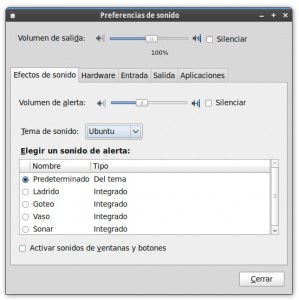 Preferencias de sonido
Volumen de salida: Silenciar
100%
Efectos de sonido Hardware Entrada Salida Aplicaciones
Volumen de alerta: Silenciar
Tema de sonido: Ubuntu
Elegir un sonido de alerta:
Nombre Tipo
Predeterminado Del tema
Ladrido Integrado
Goteo Integrado
Vaso Integrado
Sonar Integrado
Activar sonidos de ventanas y botones
Cerrar